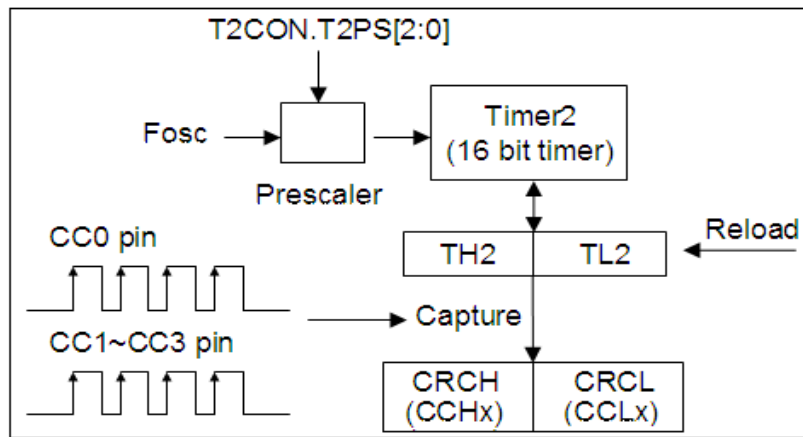 T2CON.T2PS[2:0]
Fosc
Prescaler
Timer2
(16 bit timer)
TH2
TL2
Reload
CC0 pin
Capture
CC1~CC3 pin
CRCH
(CCHx)
CRCL
(CCLx)